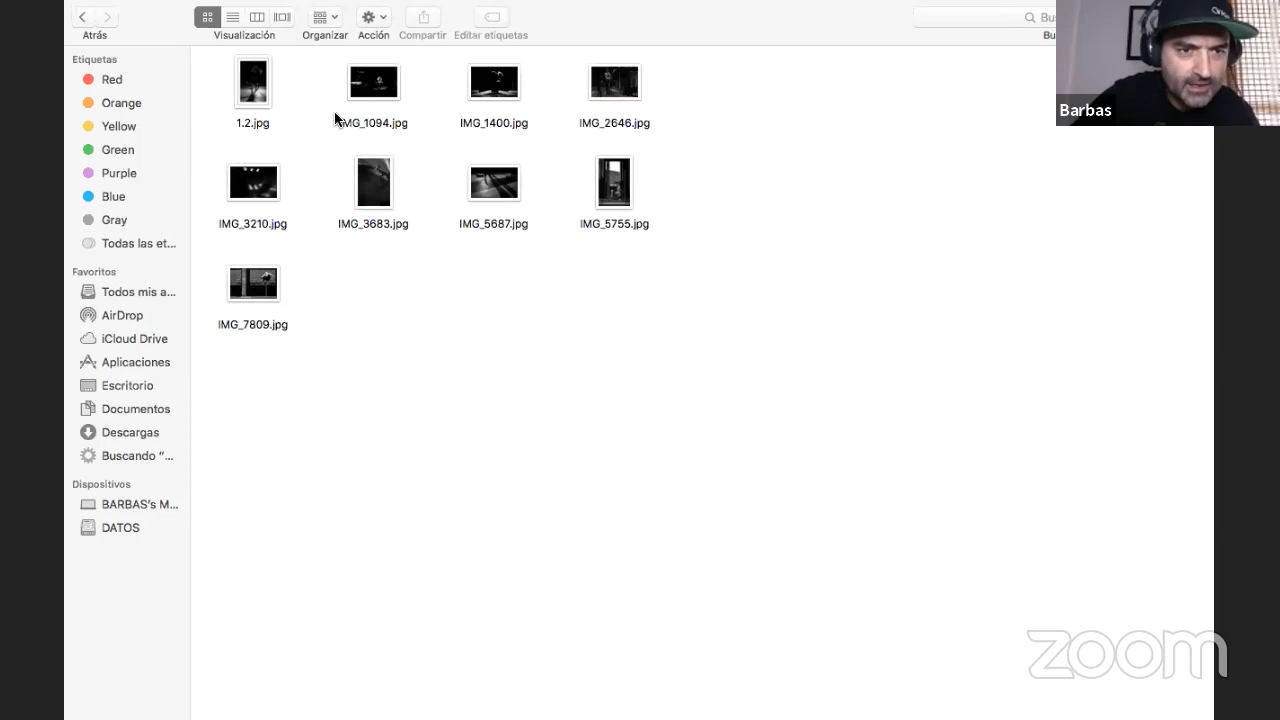 Atrás
Visualización
Organizar
Acción
Compartir
Editar etiquetas
Bu
Bu
Etiquetas
Red
Orange
Yellow
Green
Purple
Blue
Gray
Todas las et...
Favoritos
Todos mis a...
AirDrop
iCloud Drive
Aplicaciones
Escritorio
Documentos
Descargas
Buscando “...
Dispositivos
BARBAS's M...
DATOS
1.2.jpg
IMG_1094.jpg
IMG_1400.jpg
IMG_2646.jpg
IMG_3210.jpg
IMG_3683.jpg
IMG_5687.jpg
IMG_5755.jpg
IMG_7809.jpg
Barbas
zoom